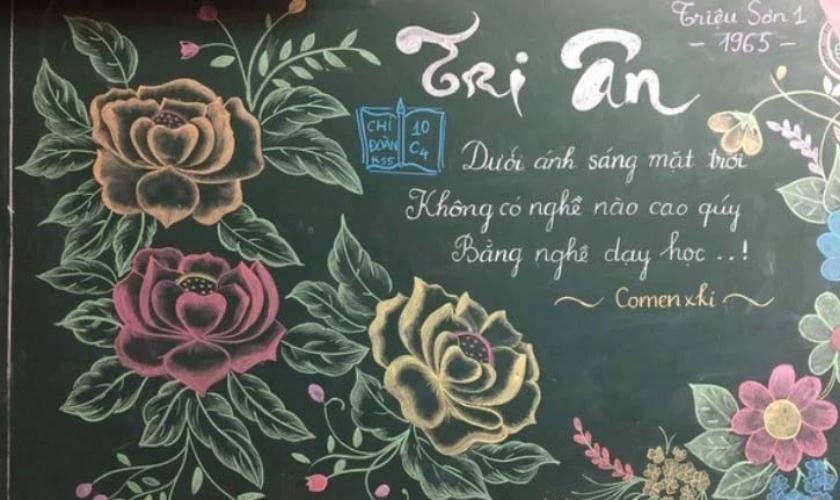 Tri Ân
Triệu Sơn 1
- 1965 -
CHI ĐOÀN K55
10 C4
Dưới ánh sáng mặt trời
Không có nghề nào cao qúy
Bằng nghề dạy học ..!
~ Comenxki ~